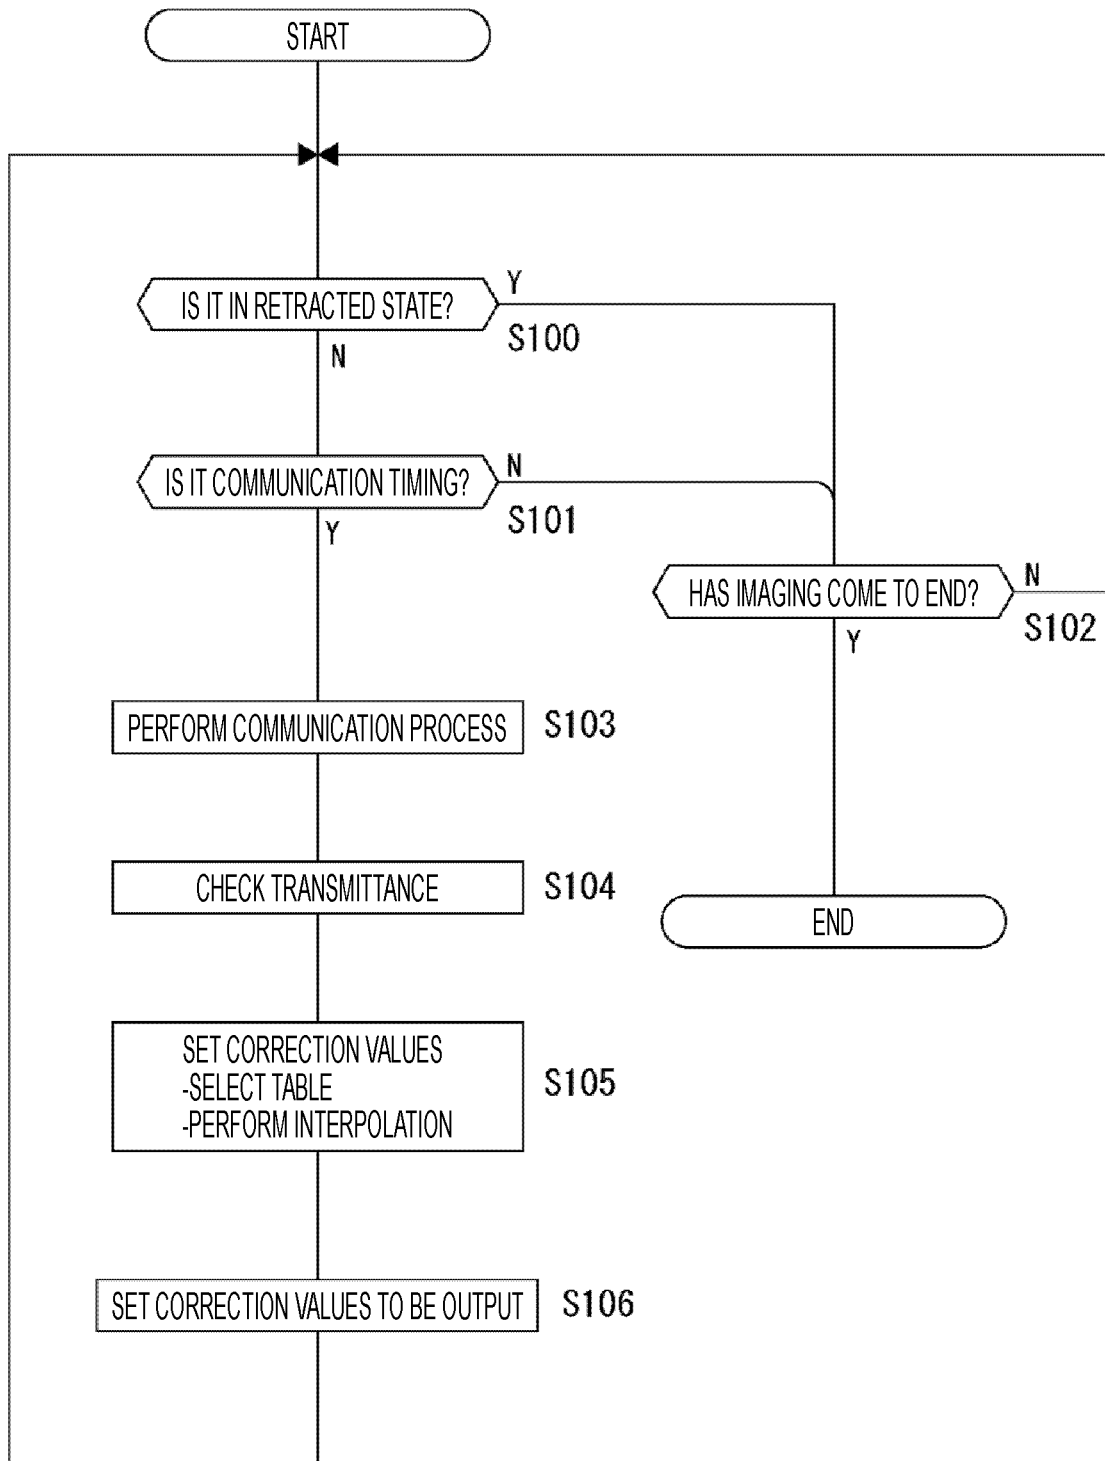 START
IS IT IN RETRACTED STATE?
Y
S100
N
IS IT COMMUNICATION TIMING?
N
S101
Y
HAS IMAGING COME TO END?
N
S102
Y
PERFORM COMMUNICATION PROCESS
S103
CHECK TRANSMITTANCE
S104
END
SET CORRECTION VALUES
-SELECT TABLE
-PERFORM INTERPOLATION
S105
SET CORRECTION VALUES TO BE OUTPUT
S106